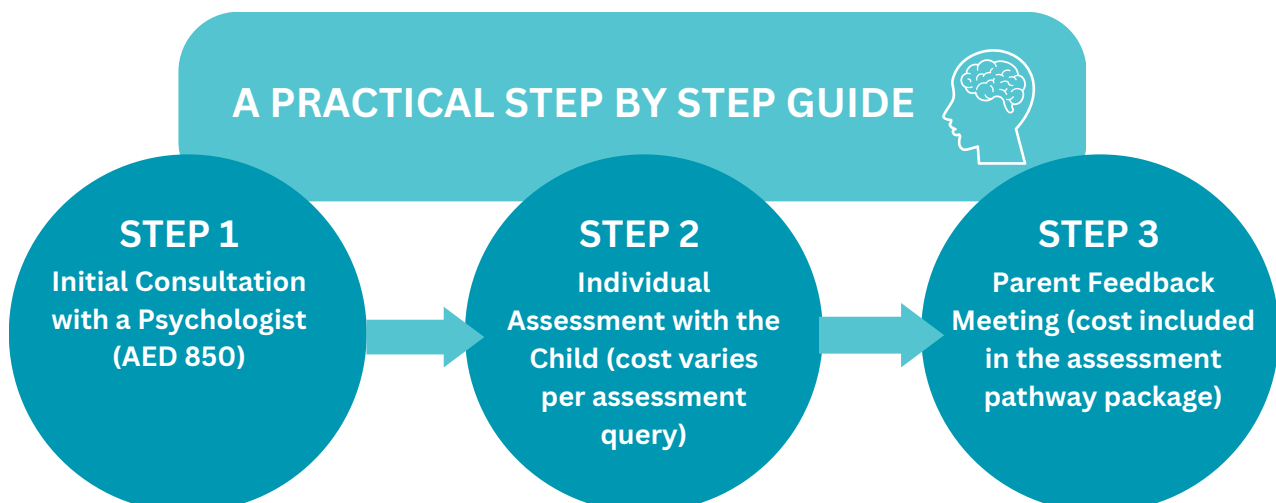 A PRACTICAL STEP BY STEP GUIDE
STEP 1
Initial Consultation
with a Psychologist
(AED 850)
STEP 2
Individual
Assessment with the
Child (cost varies
per assessment
query)
STEP 3
Parent Feedback
Meeting (cost included
in the assessment
pathway package)